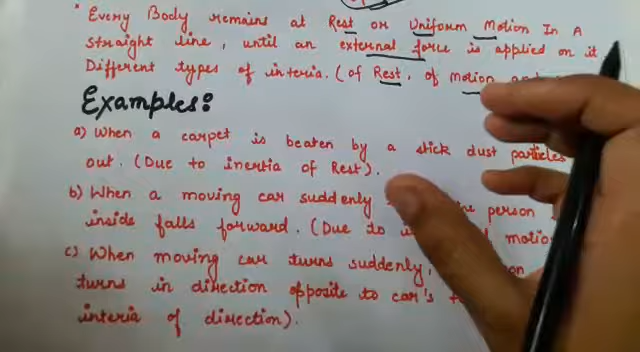 * Every Body remains at Rest or Uniform Motion In A
straight line, until an external force is applied on it
Different types of interia. (of Rest, of motion
Examples:
a) When a carpet is beaten by a stick dust particles
out. (Due to inertia of Rest).
b) When a moving car suddenly the person
inside falls forward. (Due to motio
c) When moving car turns suddenly,
turns in direction opposite to car's
interia of direction).